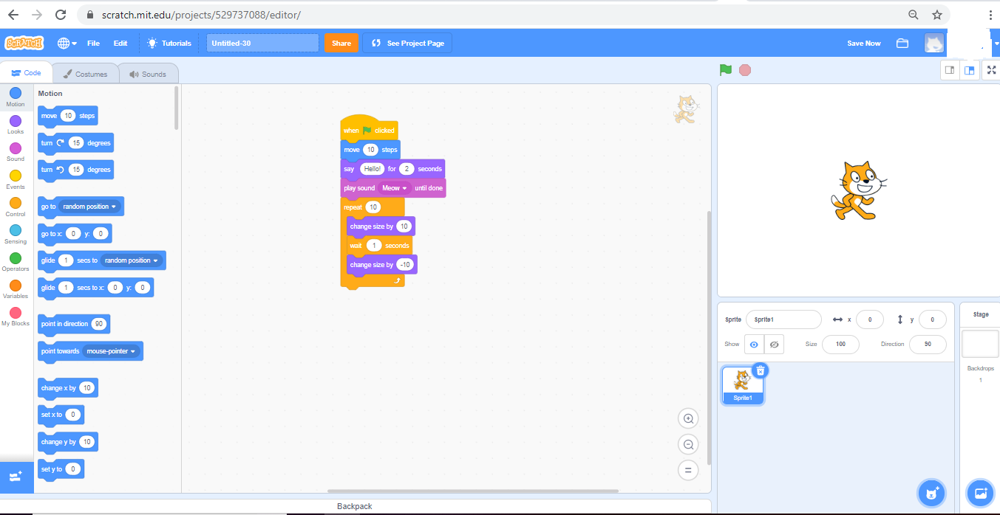 scratch.mit.edu/projects/529737088/editor/
SCRATCH File Edit Tutorials Untitled-30 Share See Project Page Save Now
Code Costumes Sounds
Motion
Looks
Sound
Events
Control
Sensing
Operators
Variables
My Blocks
Motion
move 10 steps
turn 15 degrees
turn 15 degrees
go to random position
go to x: 0 y: 0
glide 1 secs to random position
glide 1 secs to x: 0 y: 0
point in direction 90
point towards mouse-pointer
change x by 10
set x to 0
change y by 10
set y to 0
when clicked
move 10 steps
say Hello! for 2 seconds
play sound Meow until done
repeat 10
change size by 10
wait 1 seconds
change size by -10
Sprite Sprite1 x 0 y 0
Show Size 100 Direction 90
Sprite1
Stage
Backdrops
1
Backpack